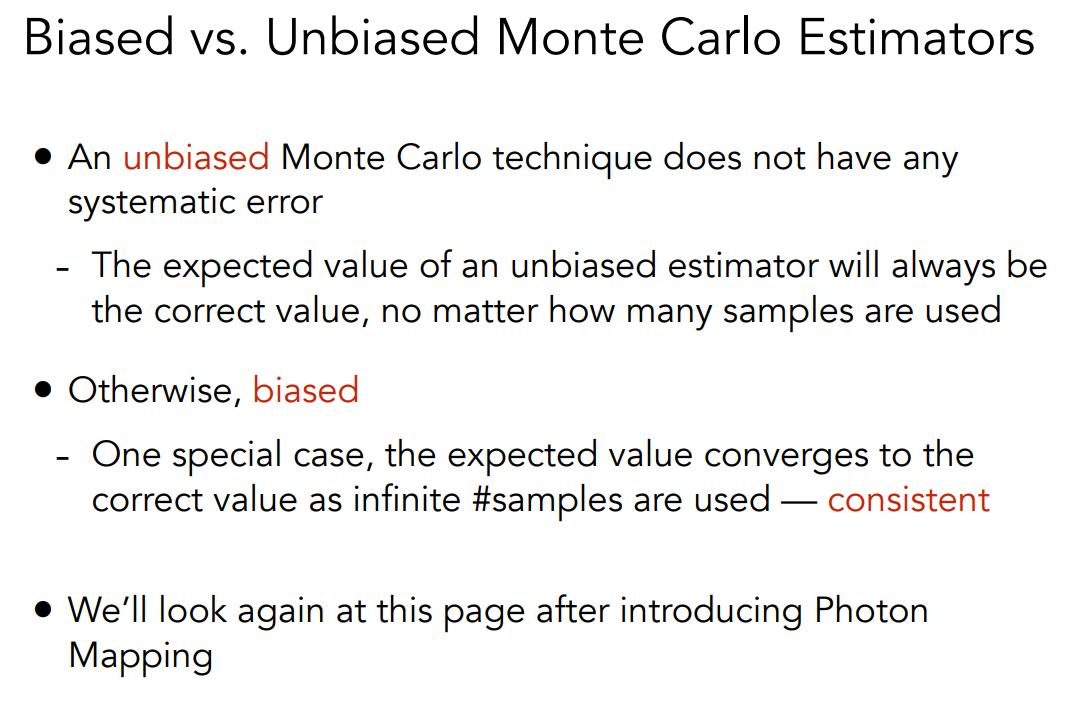 Biased vs. Unbiased Monte Carlo Estimators
• An unbiased Monte Carlo technique does not have any
systematic error
- The expected value of an unbiased estimator will always be
the correct value, no matter how many samples are used
• Otherwise, biased
- One special case, the expected value converges to the
correct value as infinite #samples are used — consistent
• We’ll look again at this page after introducing Photon
Mapping